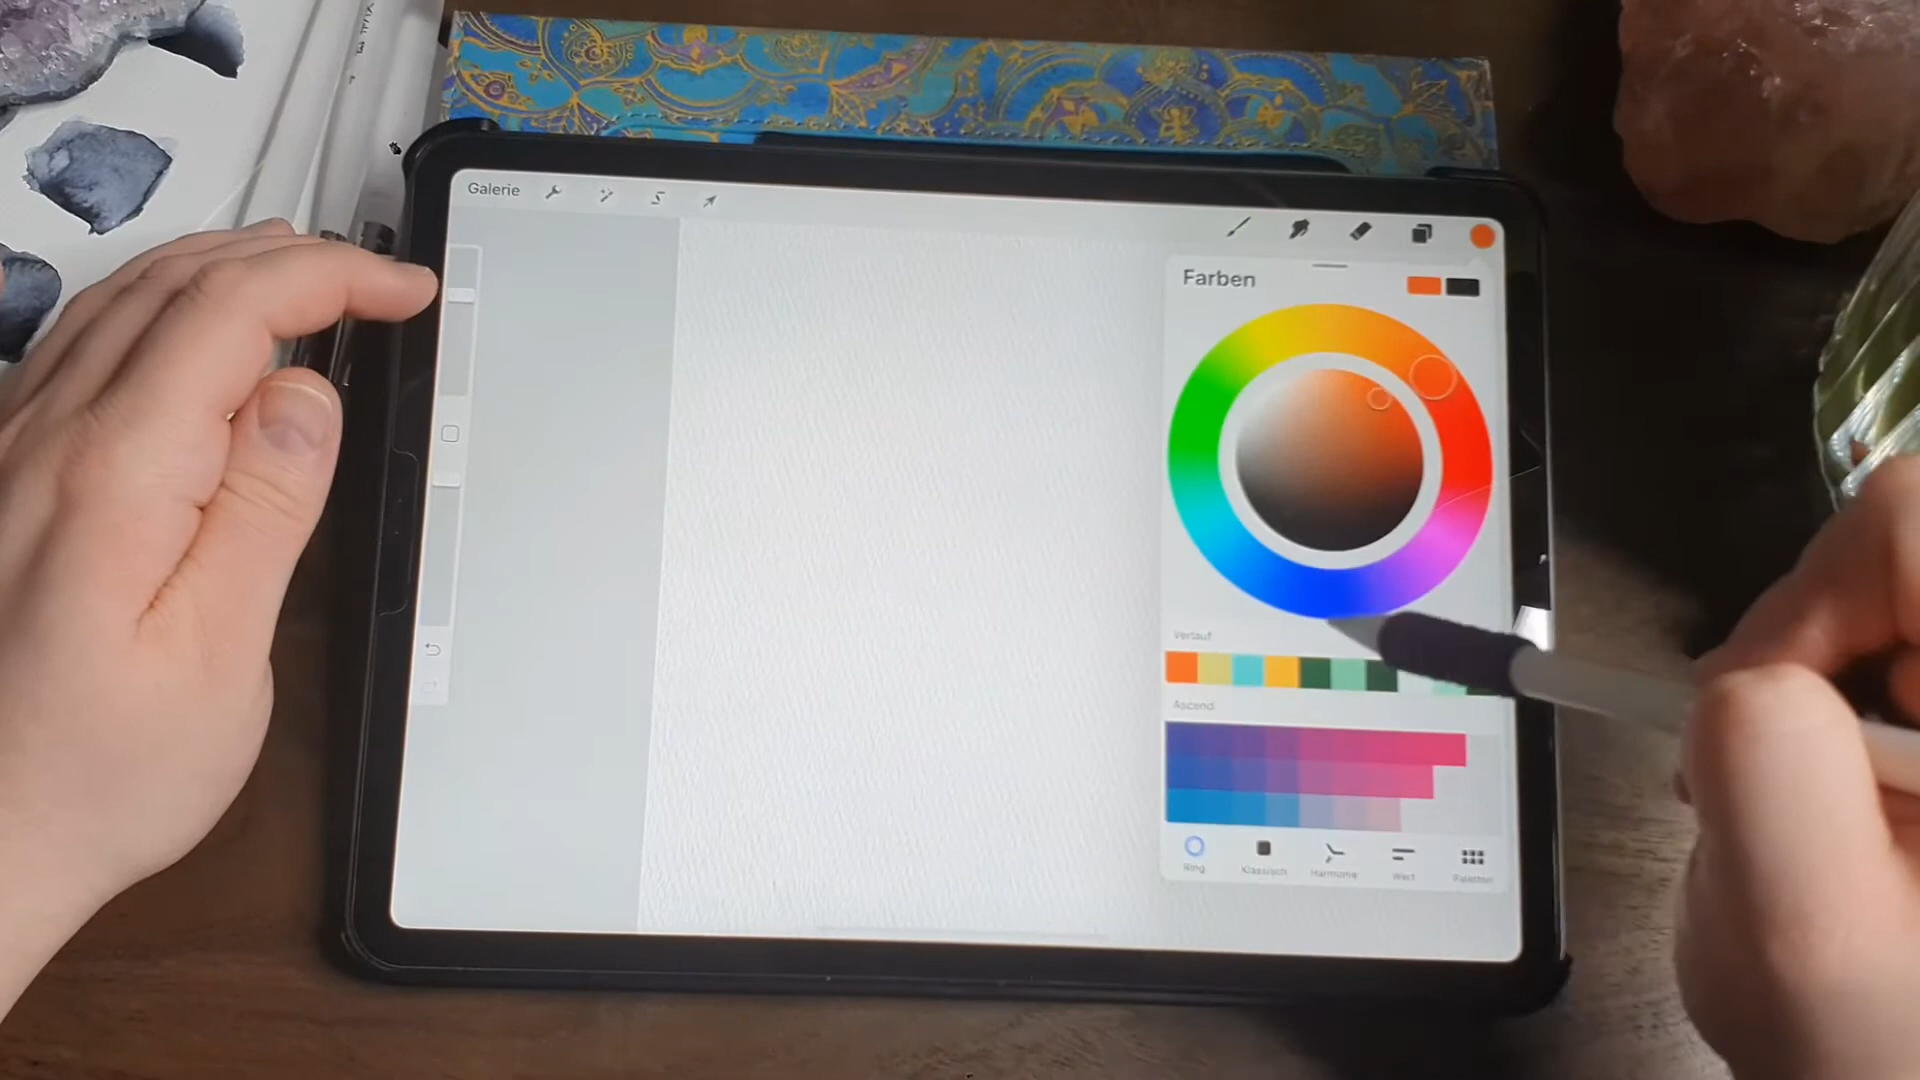 Galerie
Farben
Verlauf
Ascend
Ring
Klassisch
Harmonie
Wert
Paletten